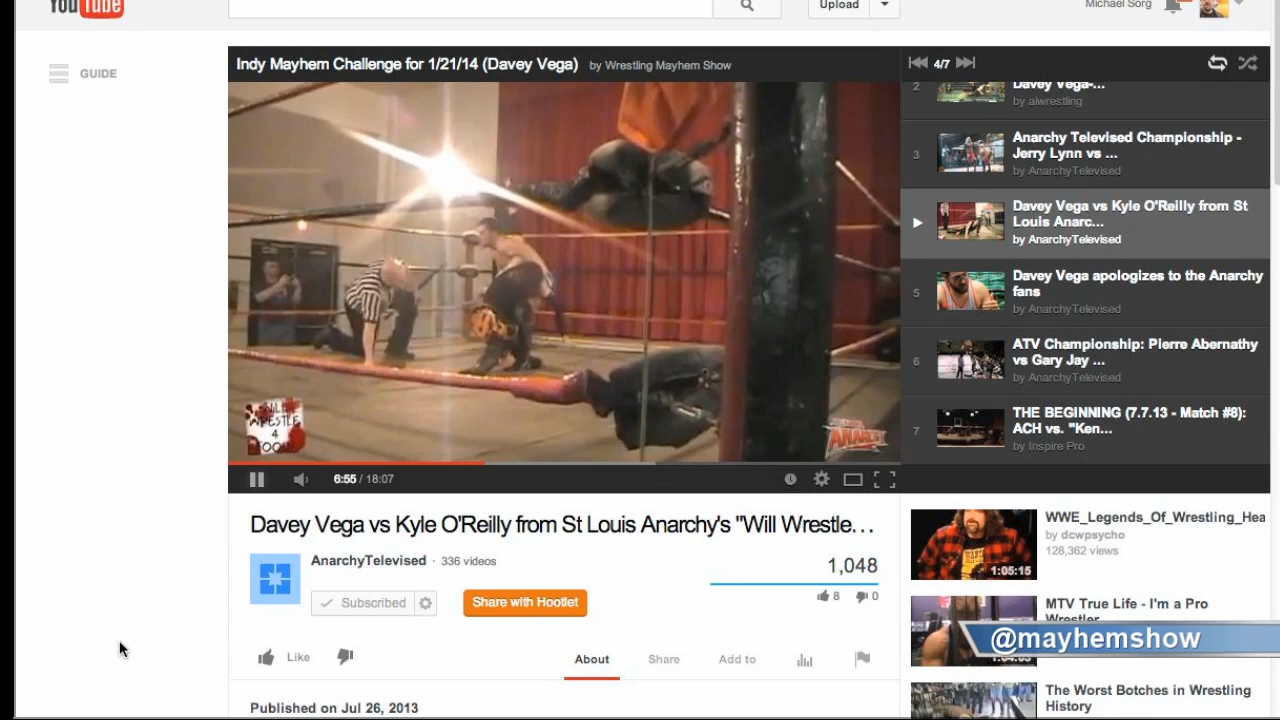 YouTube
Upload
Michael Sorg
GUIDE
Indy Mayhem Challenge for 1/21/14 (Davey Vega) by Wrestling Mayhem Show
4/7
2
Davey Vega-...
by aiwrestling
3
Anarchy Televised Championship -
Jerry Lynn vs ...
by AnarchyTelevised
Davey Vega vs Kyle O'Reilly from St
Louis Anarc...
by AnarchyTelevised
5
Davey Vega apologizes to the Anarchy
fans
by AnarchyTelevised
6
ATV Championship: Pierre Abernathy
vs Gary Jay ...
by AnarchyTelevised
7
THE BEGINNING (7.7.13 - Match #8):
ACH vs. "Ken...
by Inspire Pro
WILL
WRESTLE
4
FOOD
ANARCHY
6:55 / 18:07
Davey Vega vs Kyle O'Reilly from St Louis Anarchy's "Will Wrestle...
AnarchyTelevised · 336 videos
1,048
Subscribed
Share with Hootlet
8
0
Like
About
Share
Add to
Published on Jul 26, 2013
WWE_Legends_Of_Wrestling_Hea
by dcwpsycho
128,362 views
1:05:15
MTV True Life - I'm a Pro
Wrestler
@mayhemshow
The Worst Botches in Wrestling
History